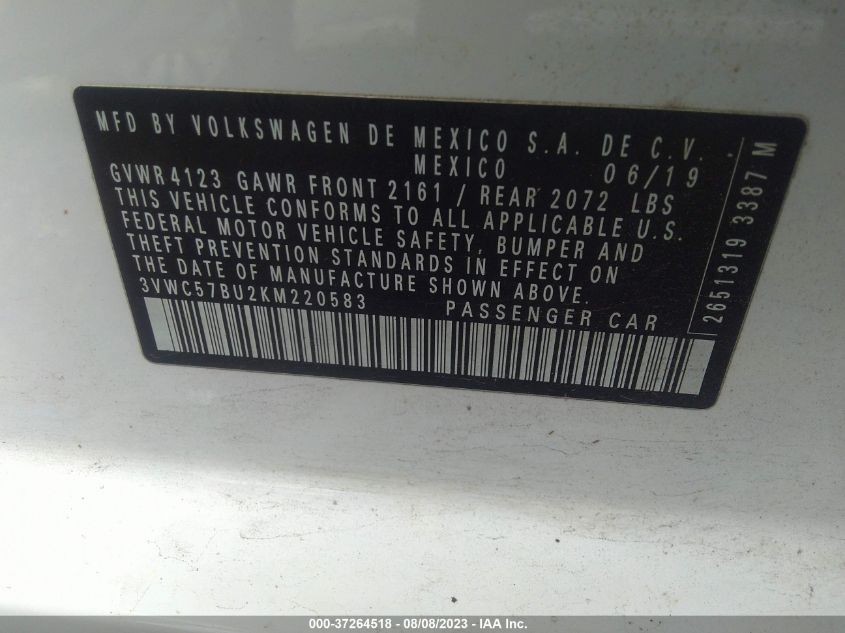 MFD BY VOLKSWAGEN DE MEXICO S.A. DE C.V.
MEXICO 06/19
GVWR 4123 GAWR FRONT 2161 / REAR 2072 LBS
THIS VEHICLE CONFORMS TO ALL APPLICABLE U.S.
FEDERAL MOTOR VEHICLE SAFETY, BUMPER AND
THEFT PREVENTION STANDARDS IN EFFECT ON
THE DATE OF MANUFACTURE SHOWN ABOVE.
3VWC57BU2KM220583 PASSENGER CAR
2651319 3387 M
000-37264518 - 08/08/2023 - IAA Inc.